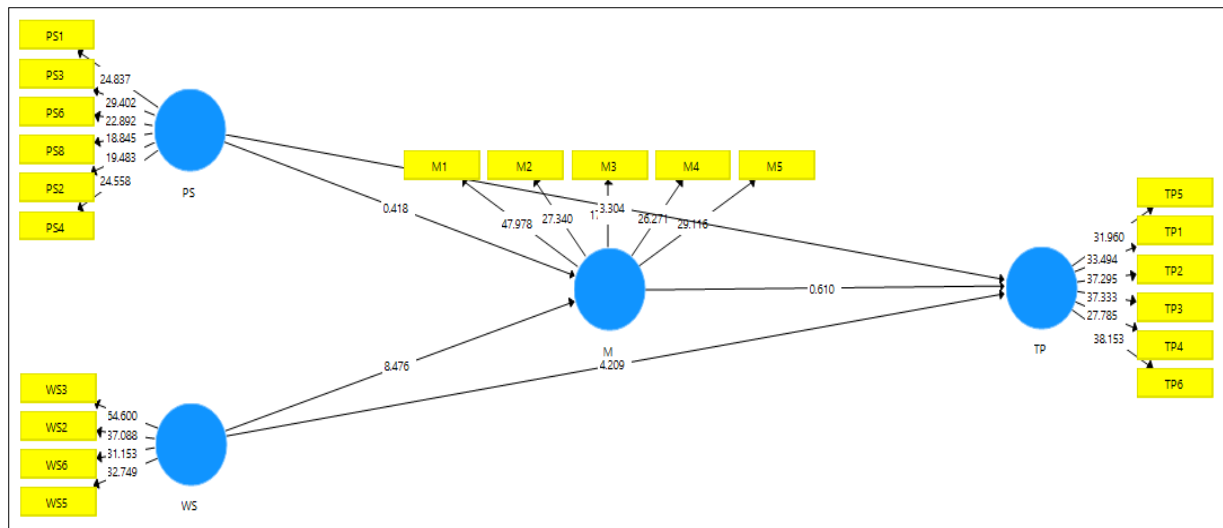 PS1
PS3
PS6
PS8
PS2
PS4
24.837
29.402
22.892
18.845
19.483
24.558
PS
M1
M2
M3
M4
M5
47.978
27.340
3.304
26.271
29.116
0.418
M
0.610
8.476
4.209
WS3
WS2
WS6
WS5
37.088
31.153
32.749
WS
TP5
TP1
TP2
TP3
TP4
TP6
31.960
33.494
37.295
37.333
27.785
38.153
TP